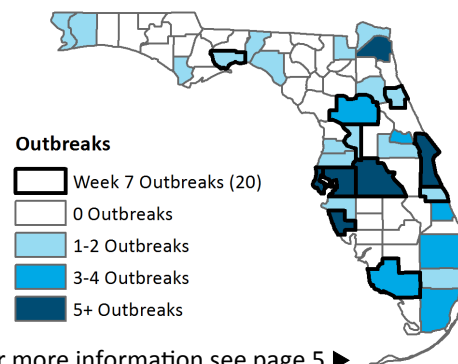 Outbreaks
Week 7 Outbreaks (20)
0 Outbreaks
1-2 Outbreaks
3-4 Outbreaks
5+ Outbreaks
r more information see page 5 ▶